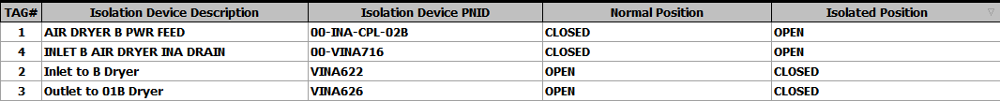 TAG# Isolation Device Description Isolation Device PNID Normal Position Isolated Position
1 AIR DRYER B PWR FEED 00-INA-CPL-02B CLOSED OPEN
4 INLET B AIR DRYER INA DRAIN 00-VINA716 CLOSED OPEN
2 Inlet to B Dryer VINA622 OPEN CLOSED
3 Outlet to 01B Dryer VINA626 OPEN CLOSED